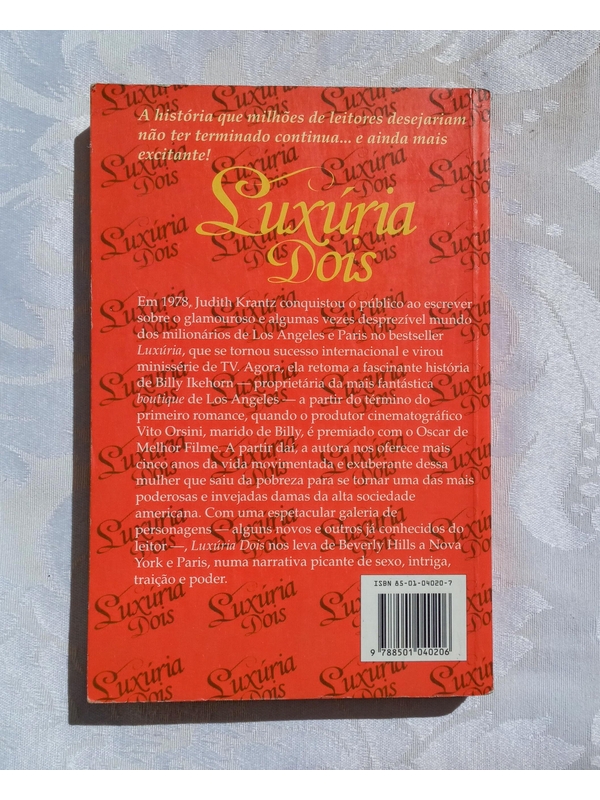 A história que milhões de leitores desejariam
não ter terminado continua... e ainda mais
excitante!
Luxúria
Dois
Em 1978, Judith Krantz conquistou o público ao escrever
sobre o glamouroso e algumas vezes desprezível mundo
dos milionários de Los Angeles e Paris no bestseller
Luxúria, que se tornou sucesso internacional e virou
minissérie de TV. Agora, ela retoma a fascinante história
de Billy Ikehorn — proprietária da mais fantástica
boutique de Los Angeles — a partir do término do
primeiro romance, quando o produtor cinematográfico
Vito Orsini, marido de Billy, é premiado com o Oscar de
Melhor Filme. A partir daí, a autora nos oferece mais
cinco anos da vida movimentada e exuberante dessa
mulher que saiu da pobreza para se tornar uma das mais
poderosas e invejadas damas da alta sociedade
americana. Com uma espetacular galeria de
personagens — alguns novos e outros já conhecidos do
leitor —, Luxúria Dois nos leva de Beverly Hills a Nova
York e Paris, numa narrativa picante de sexo, intriga,
traição e poder.
ISBN 85-01-04020-7
9 788501 040206